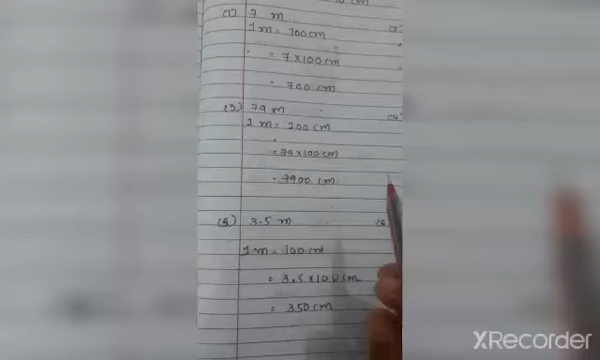 cm
(1) 7 m
1 m = 100 cm
= 7 × 100 cm
= 700 cm
(3) 79 m
1 m = 100 cm
= 79 × 100 cm
= 7900 cm
(5) 3.5 m
1 m = 100 cm
= 3.5 × 100 cm
= 350 cm
XRecorder